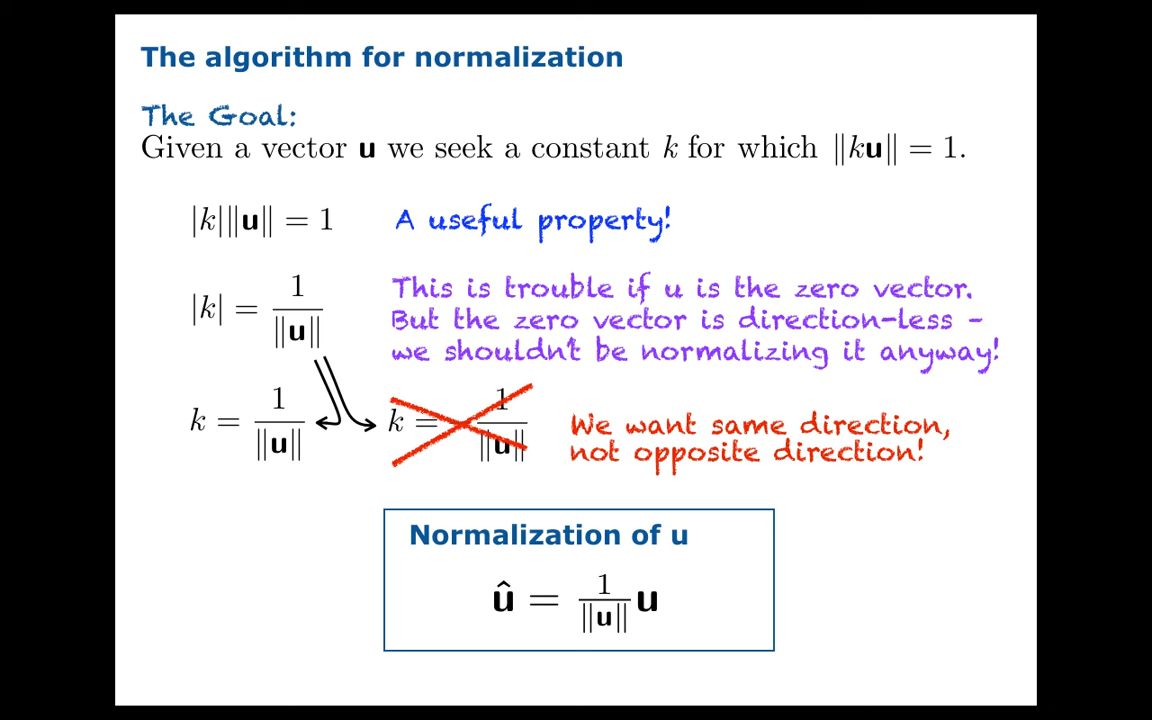 The algorithm for normalization
The Goal:
Given a vector u we seek a constant k for which ‖ku‖ = 1.
|k|‖u‖ = 1 A useful property!
|k| = 1/‖u‖ This is trouble if u is the zero vector.
But the zero vector is direction-less -
we shouldn't be normalizing it anyway!
k = 1/‖u‖ k = 1/‖u‖ We want same direction,
not opposite direction!
Normalization of u
û = 1/‖u‖ u